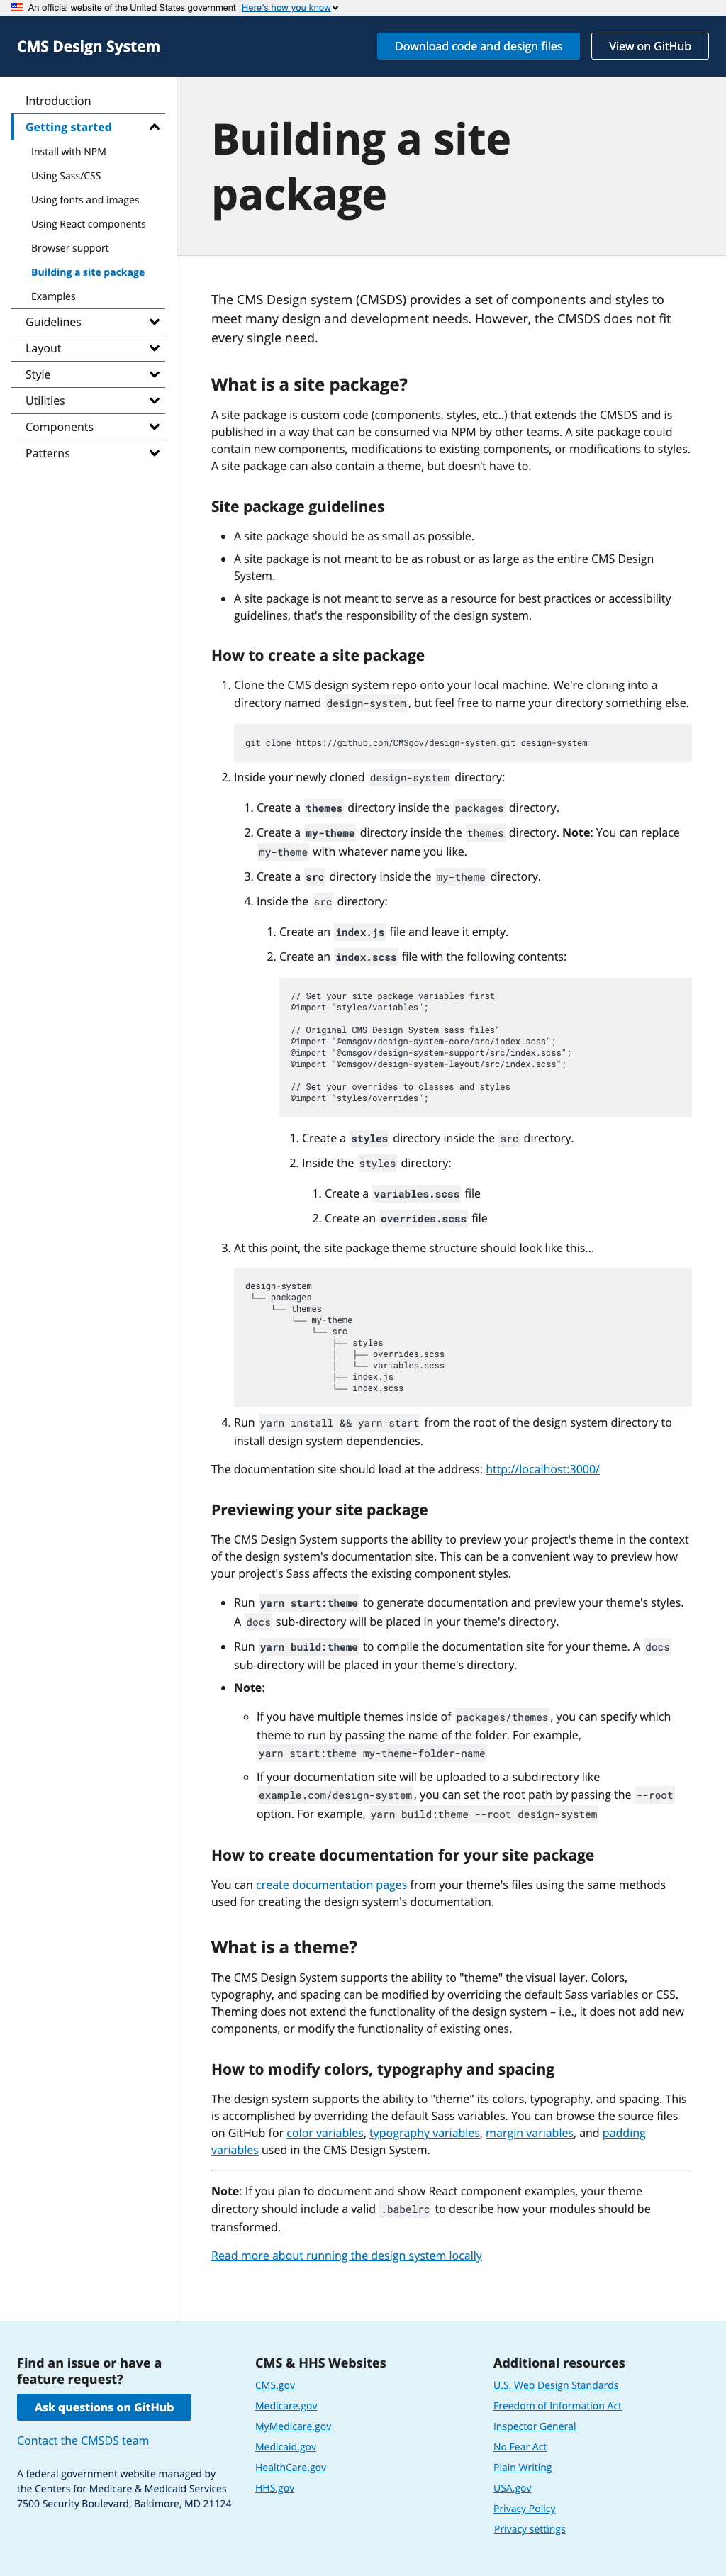 An official website of the United States government Here's how you know
CMS Design System
Download code and design files
View on GitHub
Introduction
Getting started
Install with NPM
Using Sass/CSS
Using fonts and images
Using React components
Browser support
Building a site package
Examples
Guidelines
Layout
Style
Utilities
Components
Patterns
Building a site
package
The CMS Design system (CMSDS) provides a set of components and styles to
meet many design and development needs. However, the CMSDS does not fit
every single need.
What is a site package?
A site package is custom code (components, styles, etc..) that extends the CMSDS and is
published in a way that can be consumed via NPM by other teams. A site package could
contain new components, modifications to existing components, or modifications to styles.
A site package can also contain a theme, but doesn’t have to.
Site package guidelines
• A site package should be as small as possible.
• A site package is not meant to be as robust or as large as the entire CMS Design
System.
• A site package is not meant to serve as a resource for best practices or accessibility
guidelines, that's the responsibility of the design system.
How to create a site package
1. Clone the CMS design system repo onto your local machine. We're cloning into a
directory named design-system, but feel free to name your directory something else.
git clone https://github.com/CMSgov/design-system.git design-system
2. Inside your newly cloned design-system directory:
1. Create a themes directory inside the packages directory.
2. Create a my-theme directory inside the themes directory. Note: You can replace
my-theme with whatever name you like.
3. Create a src directory inside the my-theme directory.
4. Inside the src directory:
1. Create an index.js file and leave it empty.
2. Create an index.scss file with the following contents:
// Set your site package variables first
@import "styles/variables";
// Original CMS Design System sass files"
@import "@cmsgov/design-system-core/src/index.scss";
@import "@cmsgov/design-system-support/src/index.scss";
@import "@cmsgov/design-system-layout/src/index.scss";
// Set your overrides to classes and styles
@import "styles/overrides";
1. Create a styles directory inside the src directory.
2. Inside the styles directory:
1. Create a variables.scss file
2. Create an overrides.scss file
3. At this point, the site package theme structure should look like this...
design-system
└── packages
└── themes
└── my-theme
└── src
├── styles
│   ├── overrides.scss
│   └── variables.scss
├── index.js
└── index.scss
4. Run yarn install && yarn start from the root of the design system directory to
install design system dependencies.
The documentation site should load at the address: http://localhost:3000/
Previewing your site package
The CMS Design System supports the ability to preview your project's theme in the context
of the design system's documentation site. This can be a convenient way to preview how
your project's Sass affects the existing component styles.
• Run yarn start:theme to generate documentation and preview your theme's styles.
A docs sub-directory will be placed in your theme's directory.
• Run yarn build:theme to compile the documentation site for your theme. A docs
sub-directory will be placed in your theme's directory.
• Note:
◦ If you have multiple themes inside of packages/themes, you can specify which
theme to run by passing the name of the folder. For example,
yarn start:theme my-theme-folder-name
◦ If your documentation site will be uploaded to a subdirectory like
example.com/design-system, you can set the root path by passing the --root
option. For example, yarn build:theme --root design-system
How to create documentation for your site package
You can create documentation pages from your theme's files using the same methods
used for creating the design system's documentation.
What is a theme?
The CMS Design System supports the ability to "theme" the visual layer. Colors,
typography, and spacing can be modified by overriding the default Sass variables or CSS.
Theming does not extend the functionality of the design system – i.e., it does not add new
components, or modify the functionality of existing ones.
How to modify colors, typography and spacing
The design system supports the ability to "theme" its colors, typography, and spacing. This
is accomplished by overriding the default Sass variables. You can browse the source files
on GitHub for color variables, typography variables, margin variables, and padding
variables used in the CMS Design System.
Note: If you plan to document and show React component examples, your theme
directory should include a valid .babelrc to describe how your modules should be
transformed.
Read more about running the design system locally
Find an issue or have a
feature request?
Ask questions on GitHub
Contact the CMSDS team
A federal government website managed by
the Centers for Medicare & Medicaid Services
7500 Security Boulevard, Baltimore, MD 21124
CMS & HHS Websites
CMS.gov
Medicare.gov
MyMedicare.gov
Medicaid.gov
HealthCare.gov
HHS.gov
Additional resources
U.S. Web Design Standards
Freedom of Information Act
Inspector General
No Fear Act
Plain Writing
USA.gov
Privacy Policy
Privacy settings